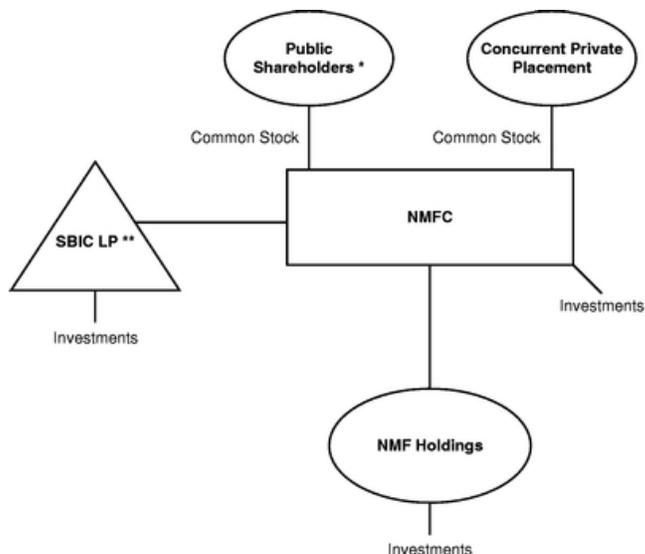 Public
Shareholders *
Concurrent Private
Placement
Common Stock
Common Stock
NMFC
SBIC LP **
Investments
Investments
NMF Holdings
Investments